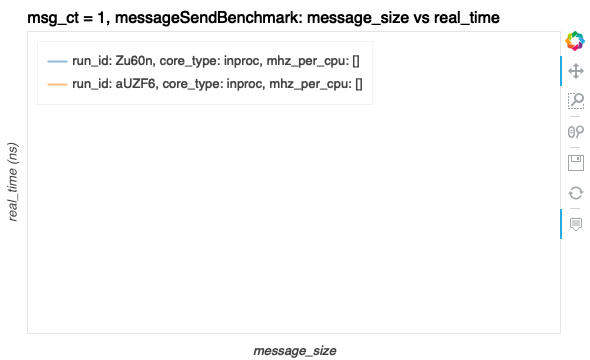 msg_ct = 1, messageSendBenchmark: message_size vs real_time
run_id: Zu60n, core_type: inproc, mhz_per_cpu: []
run_id: aUZF6, core_type: inproc, mhz_per_cpu: []
real_time (ns)
message_size